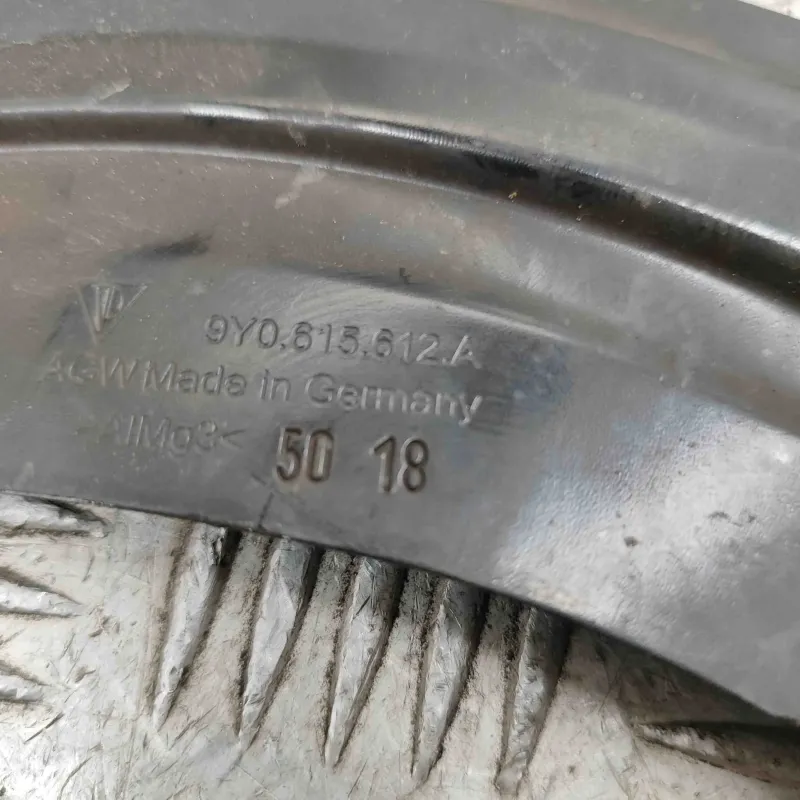 9Y0.615.612.A
AGW Made in Germany
>AlMg3< 50 18